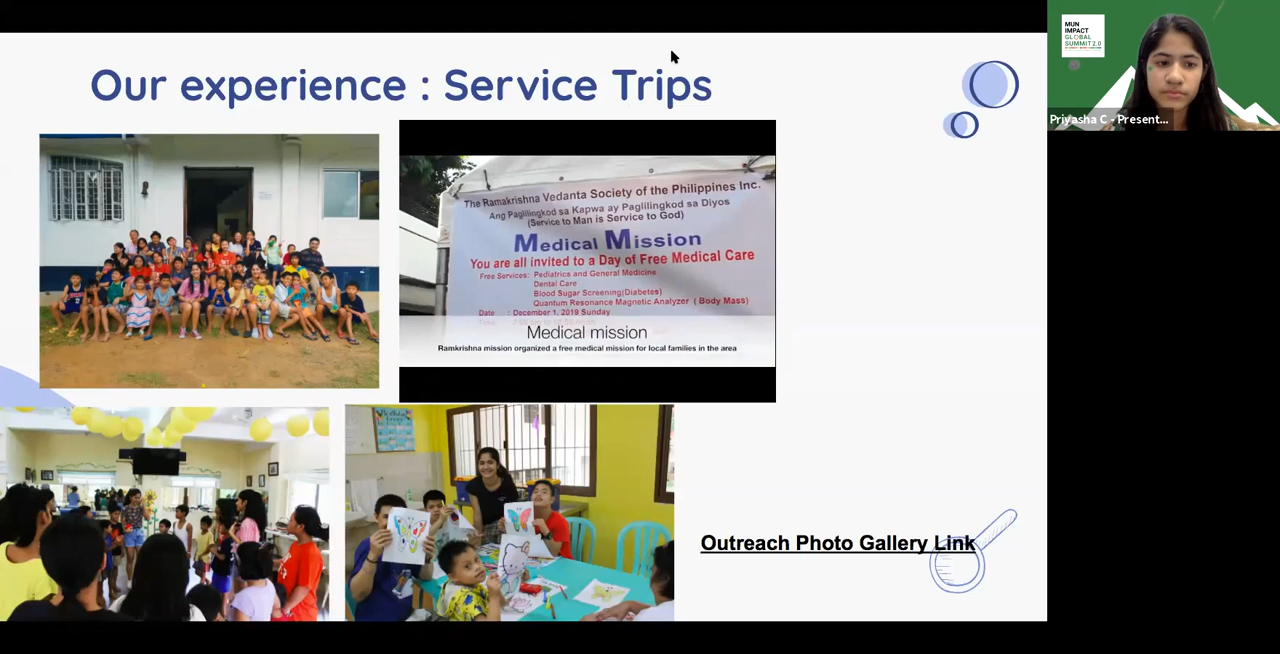 Our experience : Service Trips
The Ramakrishna Vedanta Society of the Philippines Inc.
Ang Paglilingkod sa Kapwa ay Paglilingkod sa Diyos
(Service to Man is Service to God)
Medical Mission
You are all invited to a Day of Free Medical Care
Free Services: Pediatrics and General Medicine
Dental Care
Blood Sugar Screening(Diabetes)
Quantum Resonance Magnetic Analyzer ( Body Mass)
Date : December 1, 2019 Sunday
Medical mission
Ramkrishna mission organized a free medical mission for local families in the area
Outreach Photo Gallery Link
MUN
IMPACT
GLOBAL
SUMMIT 2.0
Priyasha C - Present...